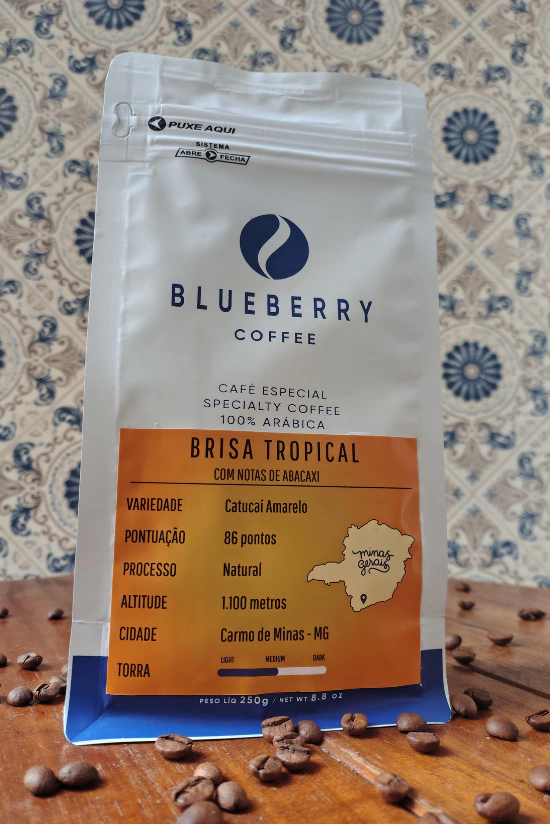 PUXE AQUI
SISTEMA
ABRE FECHA
BLUEBERRY
COFFEE
CAFÉ ESPECIAL
SPECIALTY COFFEE
100% ARÁBICA
BRISA TROPICAL
COM NOTAS DE ABACAXI
VARIEDADE Catucaí Amarelo
PONTUAÇÃO 86 pontos
minas
gerais
PROCESSO Natural
ALTITUDE 1.100 metros
CIDADE Carmo de Minas - MG
LIGHT MEDIUM DARK
TORRA
PESO LÍQ 250g / NET WT 8.8 OZ